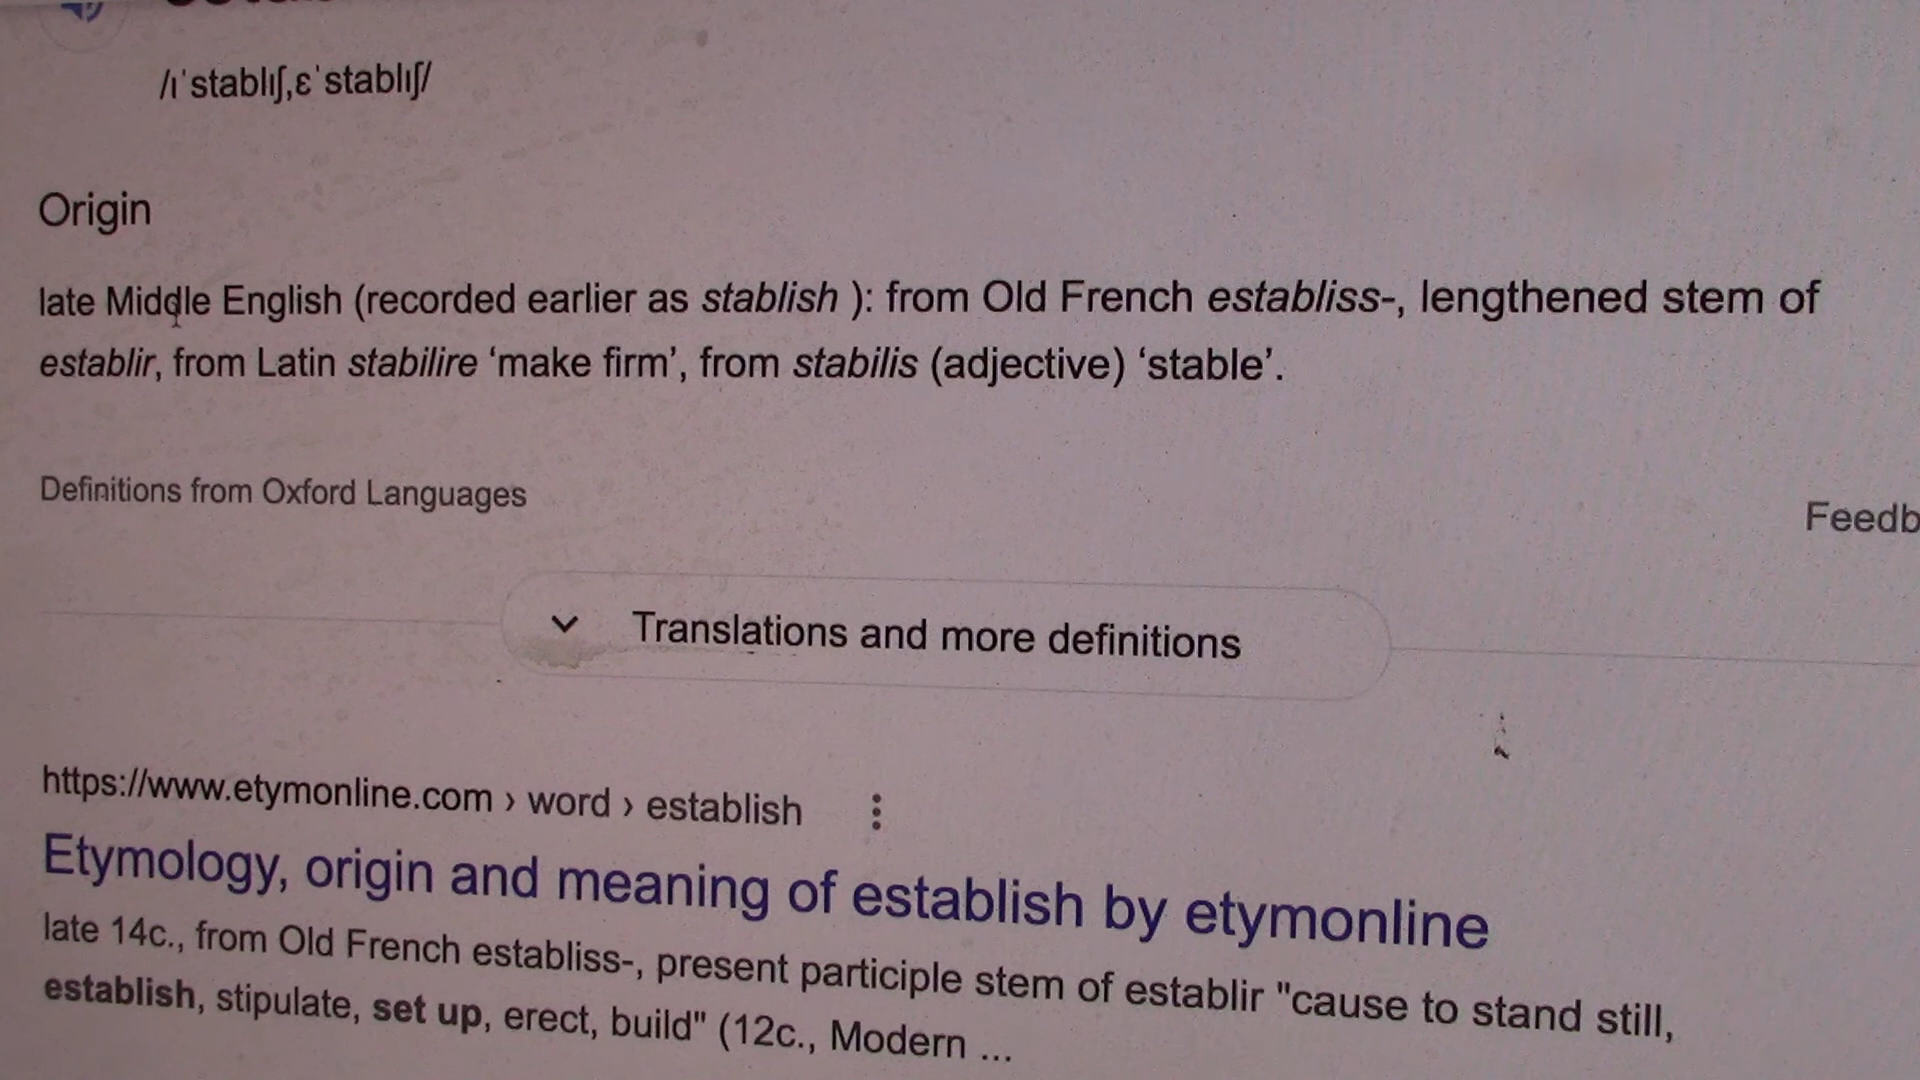 /ɪˈstablɪʃ,ɛˈstablɪʃ/
Origin
late Middle English (recorded earlier as stablish ): from Old French establiss-, lengthened stem of
establir, from Latin stabilire ‘make firm’, from stabilis (adjective) ‘stable’.
Definitions from Oxford Languages
Feedb
Translations and more definitions
https://www.etymonline.com › word › establish
Etymology, origin and meaning of establish by etymonline
late 14c., from Old French establiss-, present participle stem of establir "cause to stand still,
establish, stipulate, set up, erect, build" (12c., Modern ...